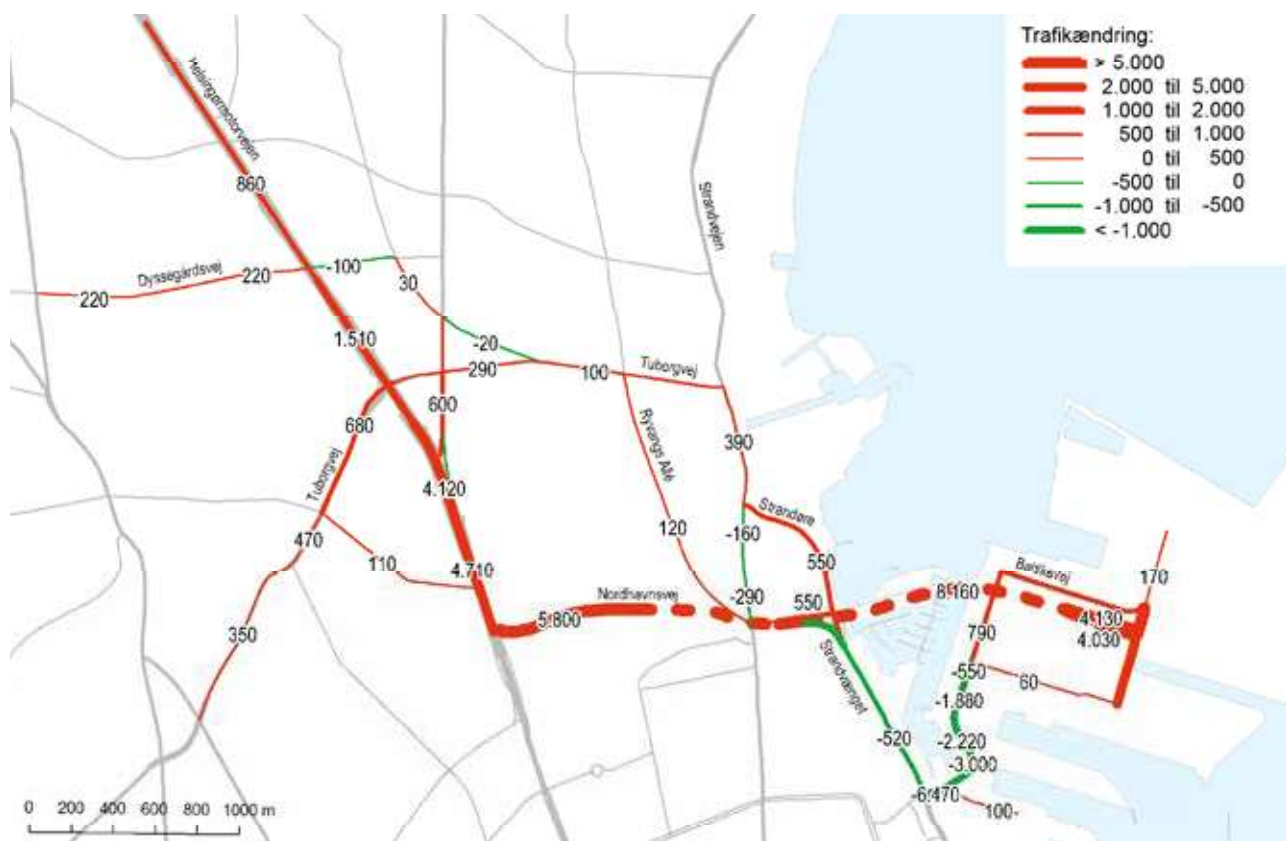 Trafikændring:
> 5.000
2.000 til 5.000
1.000 til 2.000
500 til 1.000
0 til 500
-500 til 0
-1.000 til -500
< -1.000
Helsingørmotorvejen
860
Strandvejen
Dyssegårdsvej
220
220
-100
30
1.510
-20
290
100
Tuborgvej
600
680
390
Ryvangs Allé
Tuborgvej
4.120
Strandøre
470
120
-160
110
4.710
550
Baltiksvej
170
Nordhavnsvej
-290
550
8.160
5.800
4.130
4.030
350
790
Strandvænget
-550
60
-1.880
-520
-2.220
-3.000
100-
0 200 400 600 800 1000 m